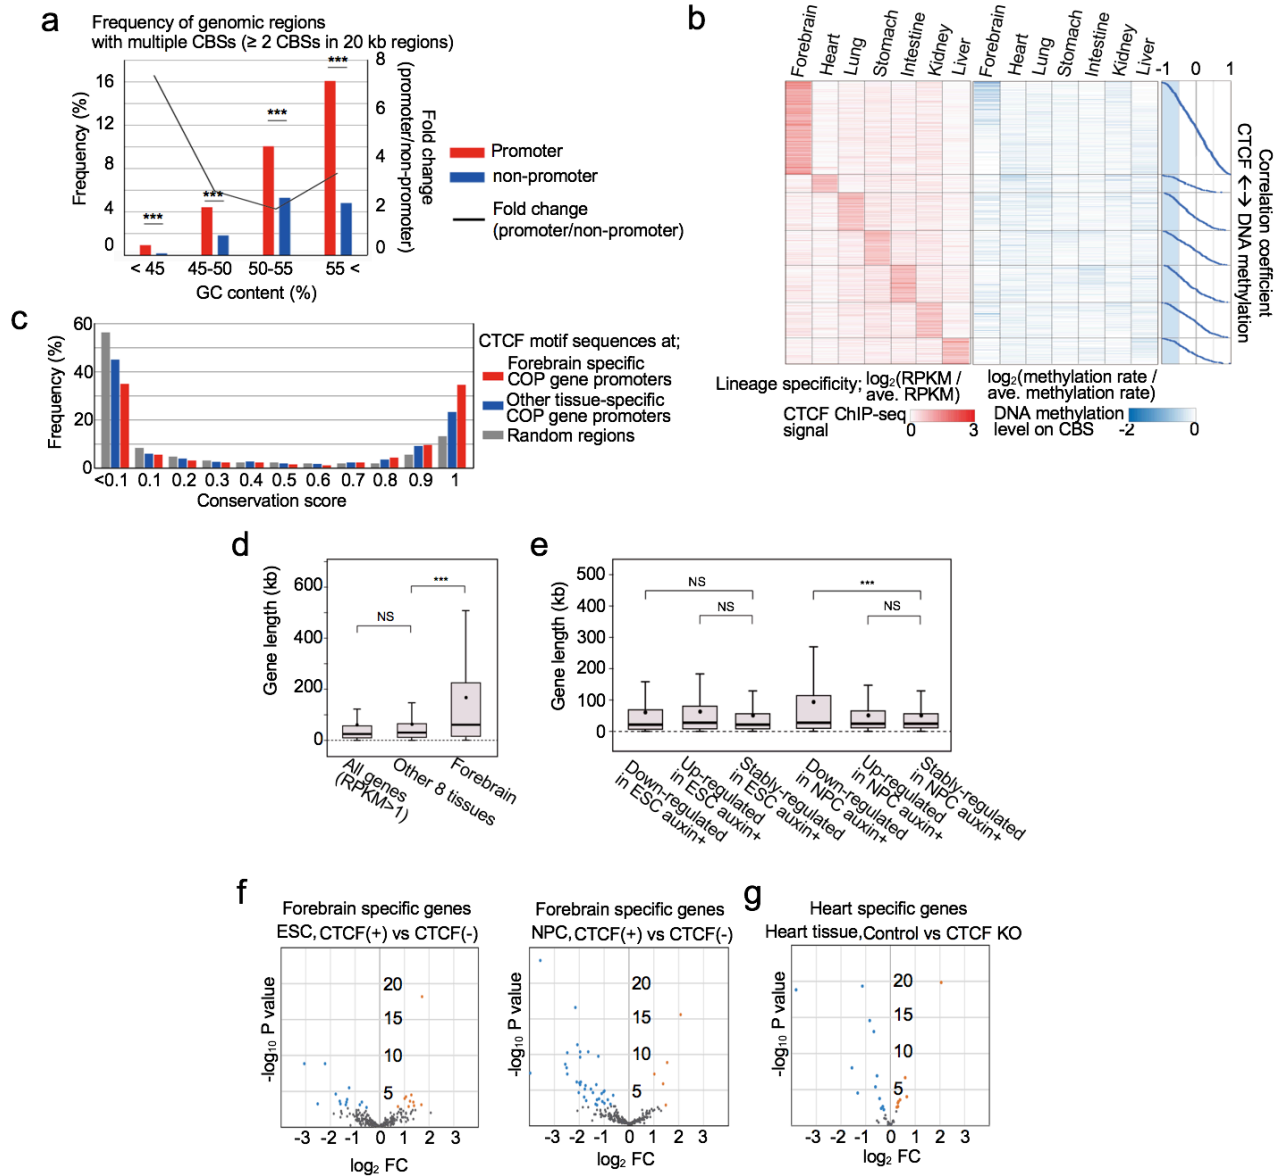 a
Frequency of genomic regions
with multiple CBSs (≥ 2 CBSs in 20 kb regions)
Frequency (%)
16
12
8
4
0
8
6
4
2
0
Fold change
(promoter/non-promoter)
***
***
***
***
< 45
45-50
50-55
55 <
GC content (%)
Promoter
non-promoter
Fold change
(promoter/non-promoter)
b
Forebrain
Heart
Lung
Stomach
Intestine
Kidney
Liver
Forebrain
Heart
Lung
Stomach
Intestine
Kidney
Liver
-1 0 1
Correlation coefficient
CTCF <-> DNA methylation
Lineage specificity;
log2(RPKM /
ave. RPKM)
log2(methylation rate /
ave. methylation rate)
CTCF ChIP-seq
signal
0 3
DNA methylation
level on CBS
-2 0
c
Frequency (%)
60
40
20
0
<0.1 0.1 0.2 0.3 0.4 0.5 0.6 0.7 0.8 0.9 1
Conservation score
CTCF motif sequences at;
Forebrain specific
COP gene promoters
Other tissue-specific
COP gene promoters
Random regions
d
Gene length (kb)
600
400
200
0
NS
***
All genes
(RPKM>1)
Other 8 tissues
Forebrain
e
Gene length (kb)
500
400
300
200
100
0
NS
NS
***
NS
Down-regulated
in ESC auxin+
Up-regulated
in ESC auxin+
Stably-regulated
in ESC auxin+
Down-regulated
in NPC auxin+
Up-regulated
in NPC auxin+
Stably-regulated
in NPC auxin+
f
Forebrain specific genes
ESC, CTCF(+) vs CTCF(-)
-log10 P value
20
15
10
5
-3 -2 -1 0 1 2 3
log2 FC
Forebrain specific genes
NPC, CTCF(+) vs CTCF(-)
-log10 P value
20
15
10
5
-3 -2 -1 0 1 2 3
log2 FC
g
Heart specific genes
Heart tissue, Control vs CTCF KO
-log10 P value
20
15
10
5
-3 -2 -1 0 1 2 3
log2 FC